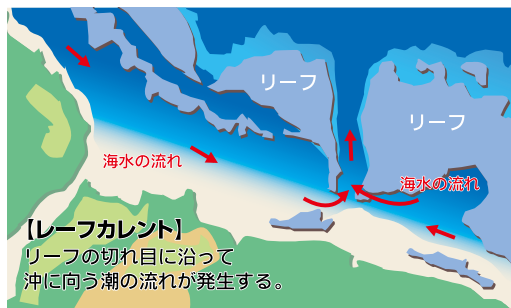 リーフ
リーフ
海水の流れ
海水の流れ
【レーフカレント】
リーフの切れ目に沿って
沖に向う潮の流れが発生する。